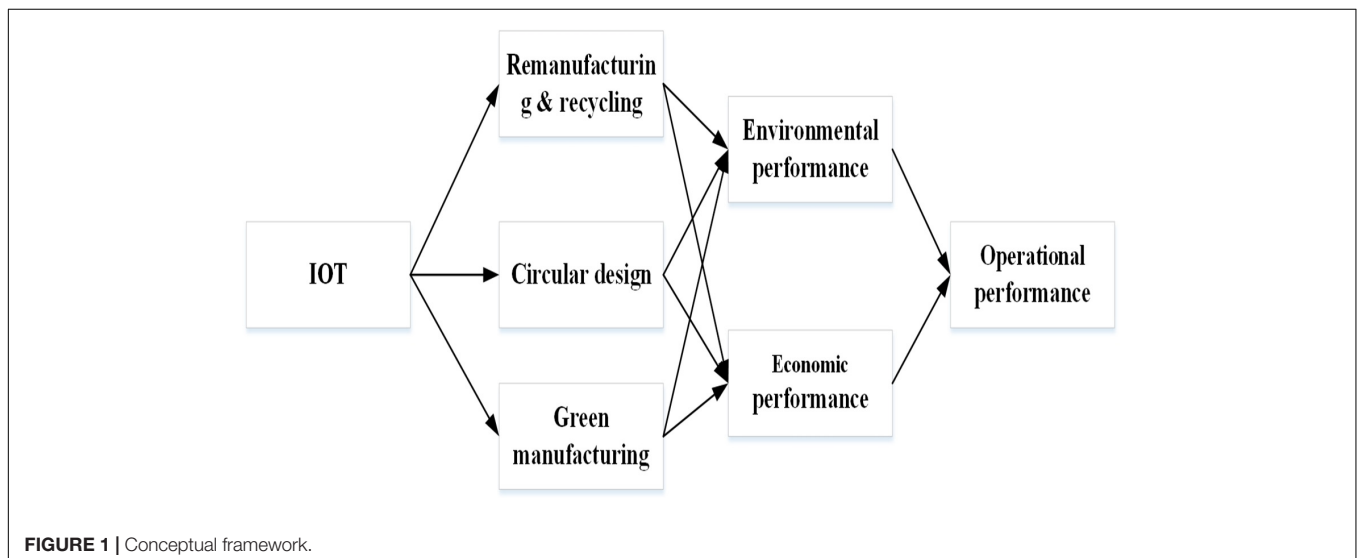 Remanufacturin
g & recycling
Environmental
performance
IOT
Circular design
Operational
performance
Economic
performance
Green
manufacturing
FIGURE 1 | Conceptual framework.